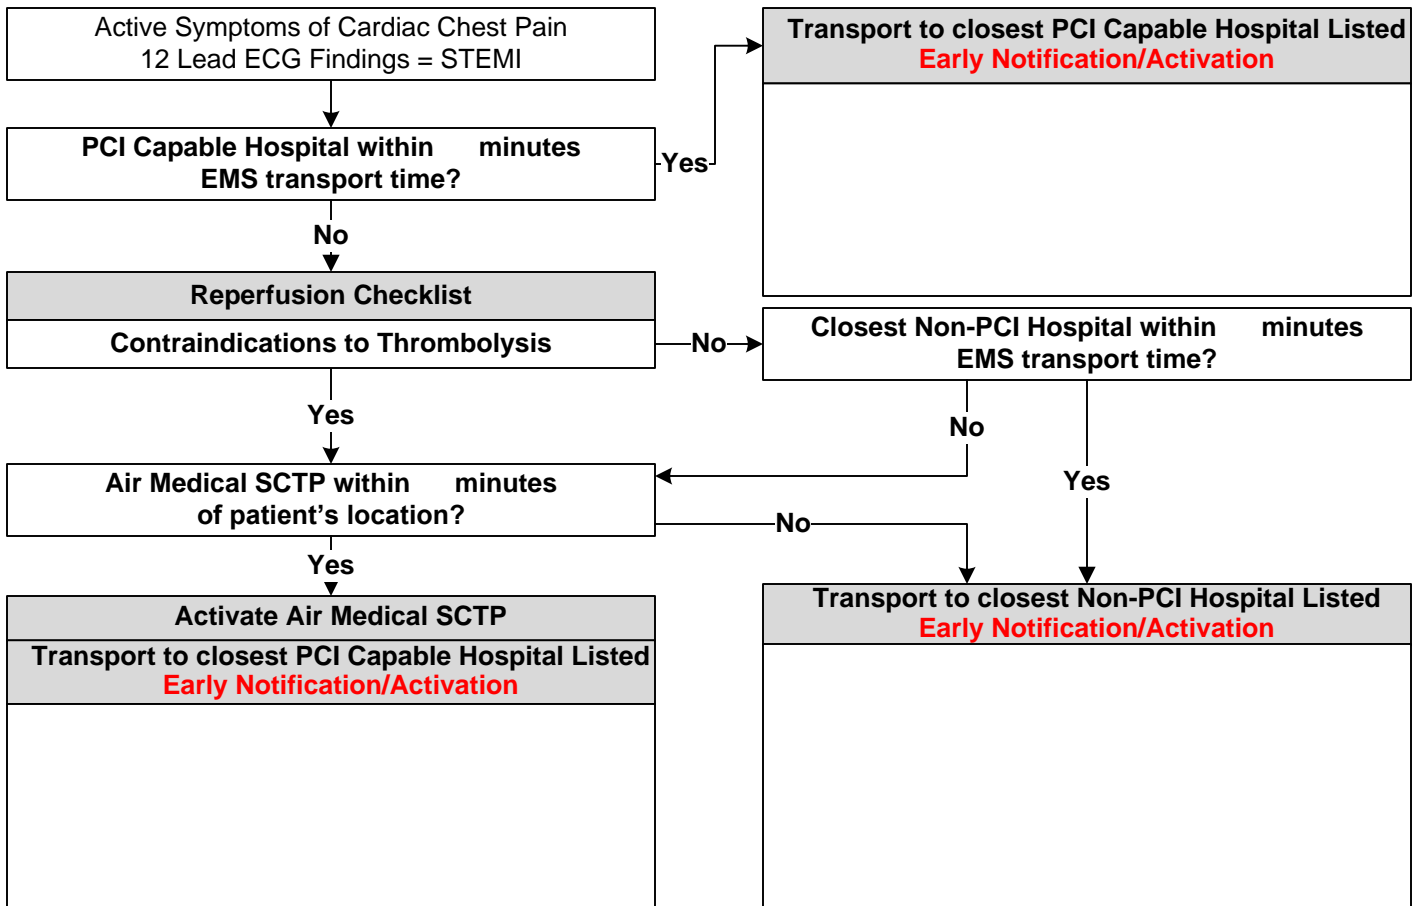 Active Symptoms of Cardiac Chest Pain
12 Lead ECG Findings = STEMI
Transport to closest PCI Capable Hospital Listed
Early Notification/Activation
PCI Capable Hospital within minutes
EMS transport time?
Yes
No
Reperfusion Checklist
Contraindications to Thrombolysis
No
Closest Non-PCI Hospital within minutes
EMS transport time?
Yes
No
Air Medical SCTP within minutes
of patient's location?
Yes
No
Yes
Activate Air Medical SCTP
Transport to closest PCI Capable Hospital Listed
Early Notification/Activation
Transport to closest Non-PCI Hospital Listed
Early Notification/Activation